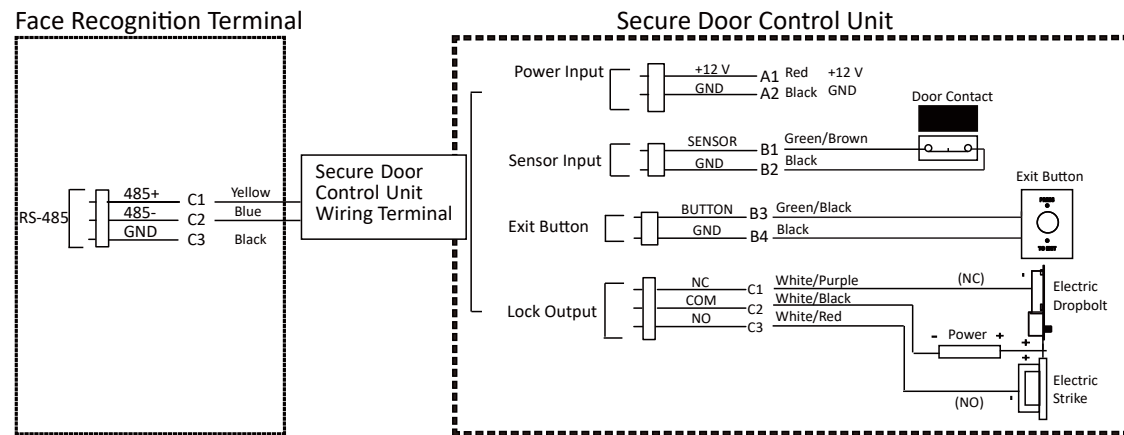 Face Recognition Terminal
Secure Door Control Unit
RS-485
485+ C1 Yellow
485- C2 Blue
GND C3 Black
Secure Door
Control Unit
Wiring Terminal
Power Input
+12 V A1 Red +12 V
GND A2 Black GND
Door Contact
Sensor Input
SENSOR B1 Green/Brown
GND B2 Black
Exit Button
Exit Button
BUTTON B3 Green/Black
GND B4 Black
PRESS
TO EXIT
Lock Output
NC C1 White/Purple (NC)
COM C2 White/Black
NO C3 White/Red
- Power +
+
+
-
-
Electric
Dropbolt
(NO)
Electric
Strike